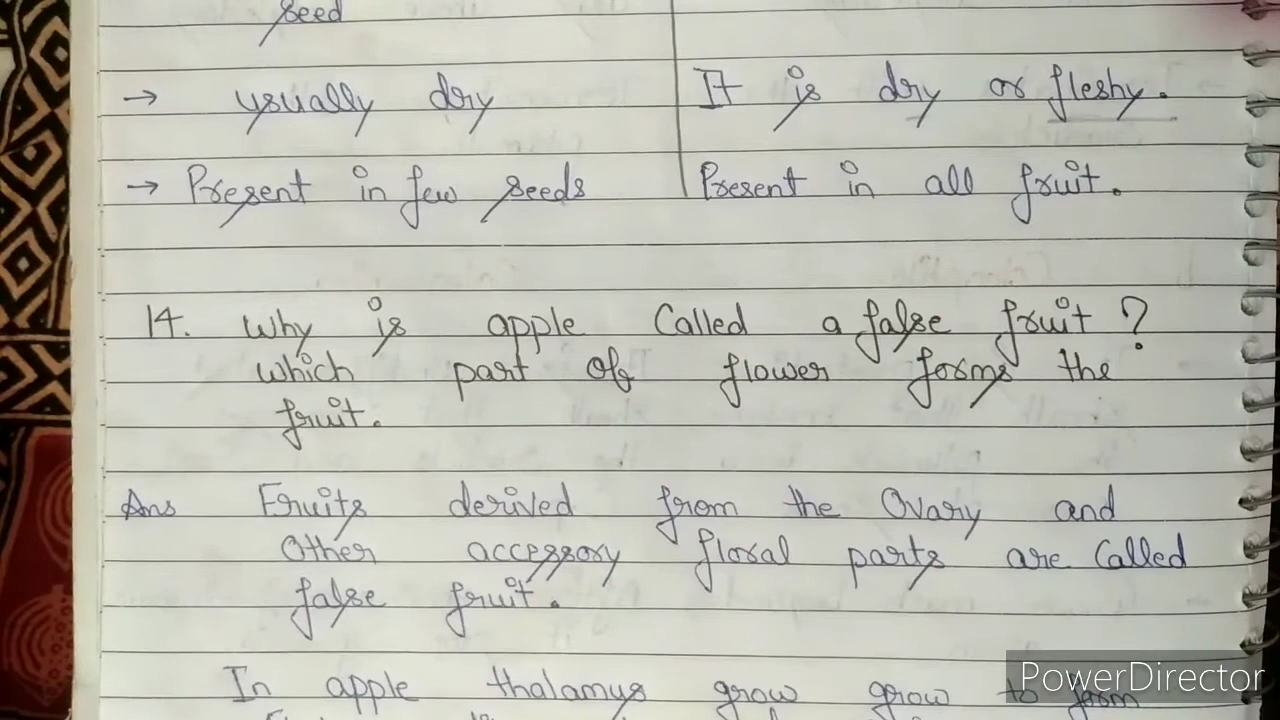 seed
→ usually dry It is dry or fleshy.
→ Present in few seeds Present in all fruit.
14. Why is apple Called a false fruit?
which part of flower forms the
fruit.
Ans Fruits derived from the Ovary and
Other accessory floral parts are Called
false fruit.
In apple thalamus grow grow to form
PowerDirector